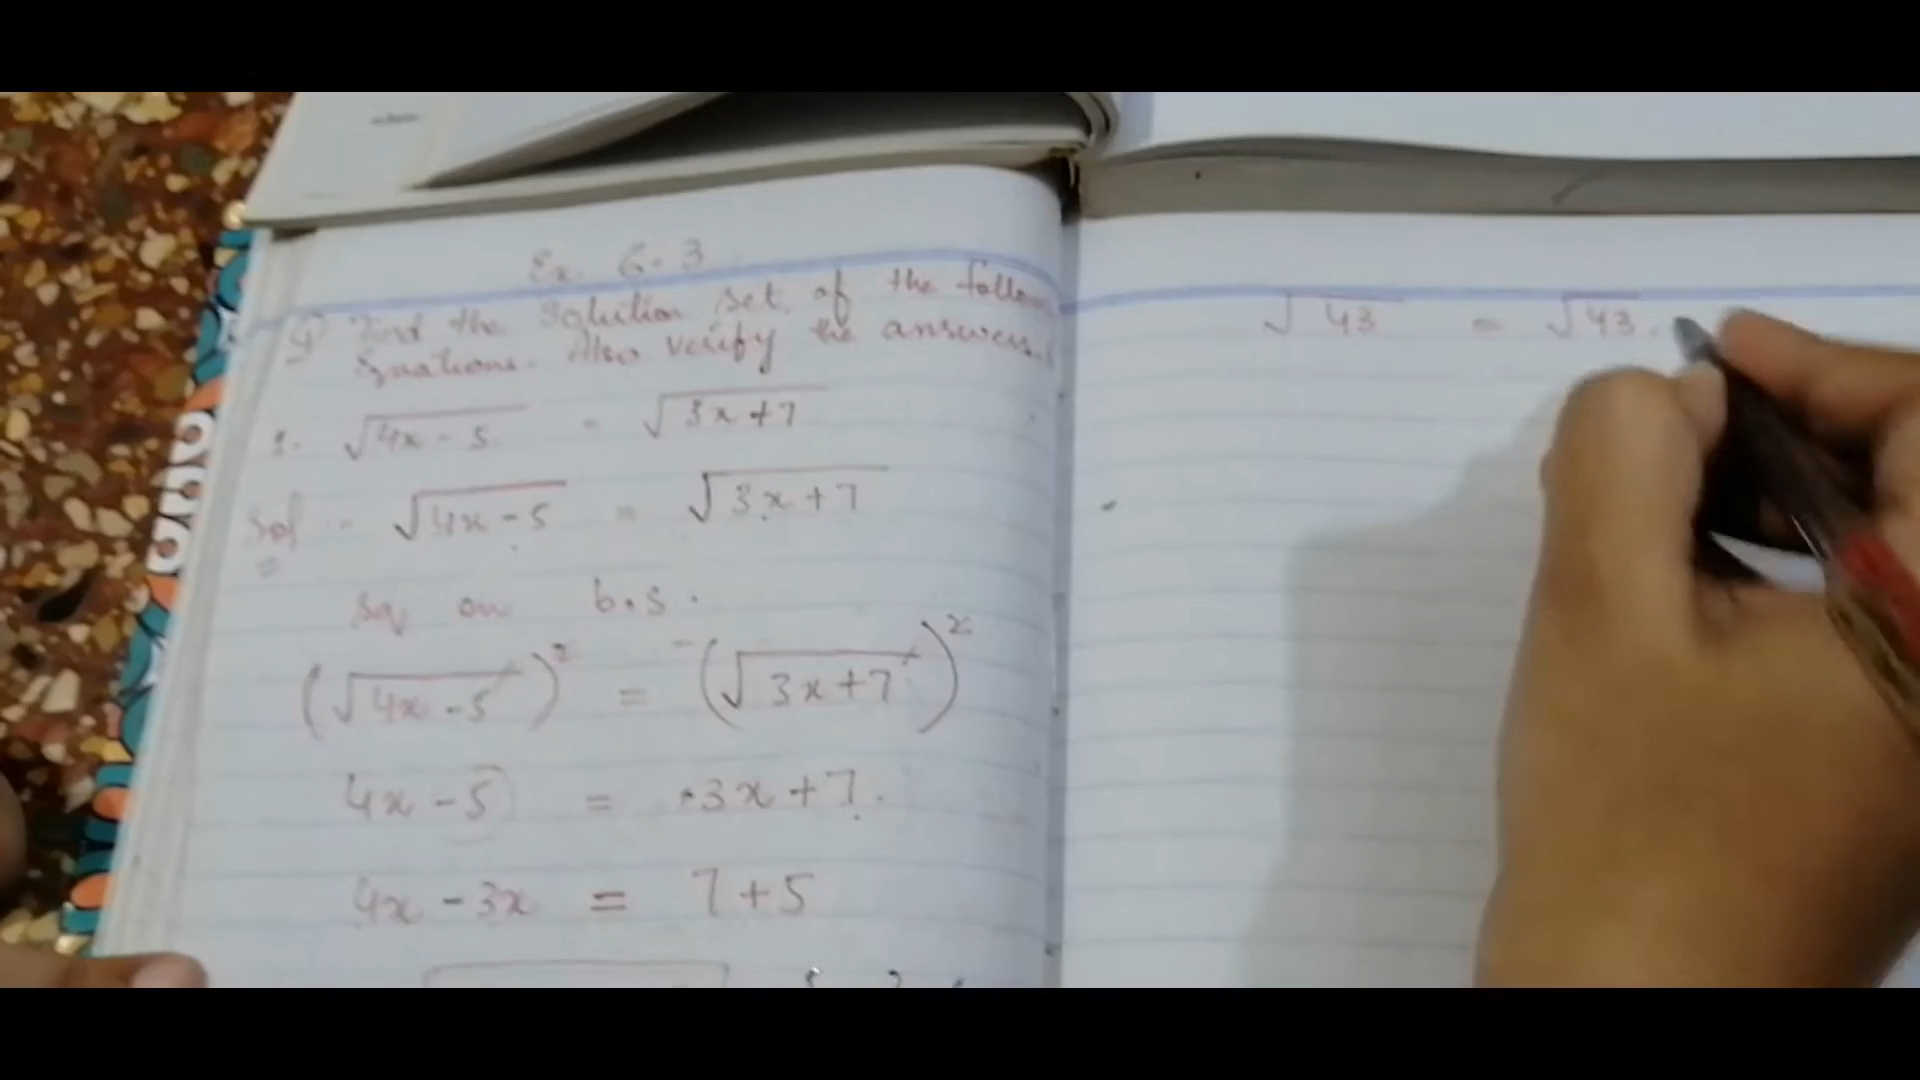 Ex 6.3
Q Find the Solution set of the follow
Equations. Also verify the answers.
1. √4x - 5 = √3x + 7
Sol :- √4x - 5 = √3x + 7
Sq on b.s.
(√4x - 5)² = (√3x + 7)²
4x - 5 = 3x + 7.
4x - 3x = 7 + 5
√43 = √43.